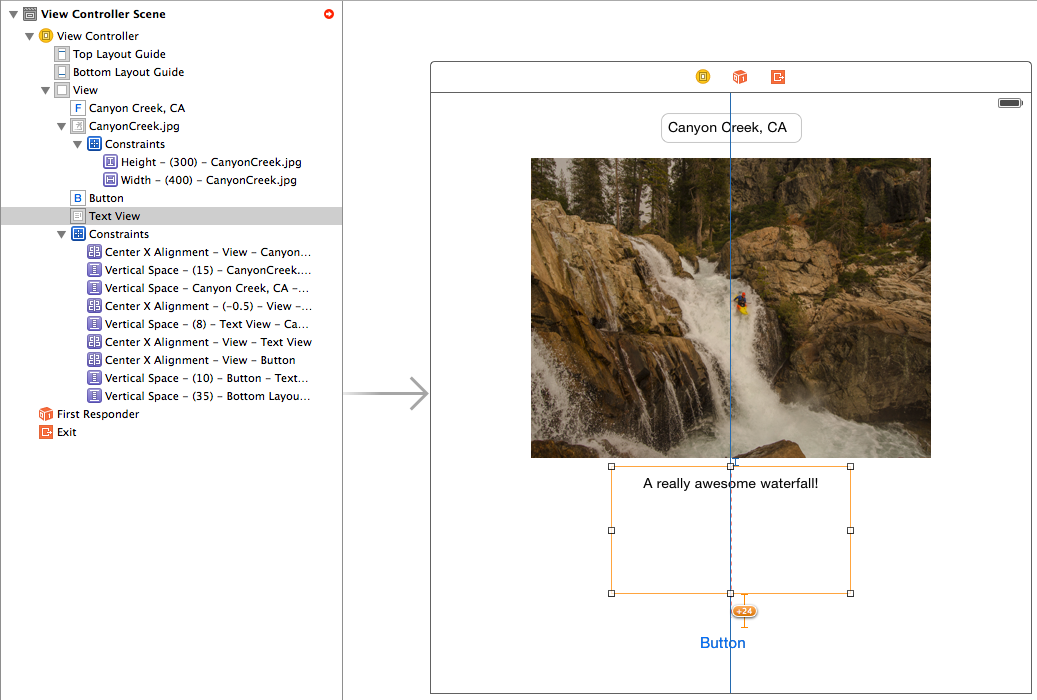 View Controller Scene
View Controller
Top Layout Guide
Bottom Layout Guide
View
F Canyon Creek, CA
CanyonCreek.jpg
Constraints
Height - (300) - CanyonCreek.jpg
Width - (400) - CanyonCreek.jpg
B Button
Text View
Constraints
Center X Alignment - View - Canyon...
Vertical Space - (15) - CanyonCreek....
Vertical Space - Canyon Creek, CA -...
Center X Alignment - (-0.5) - View -...
Vertical Space - (8) - Text View - Ca...
Center X Alignment - View - Text View
Center X Alignment - View - Button
Vertical Space - (10) - Button - Text...
Vertical Space - (35) - Bottom Layou...
First Responder
Exit
Canyon Creek, CA
A really awesome waterfall!
+24
Button